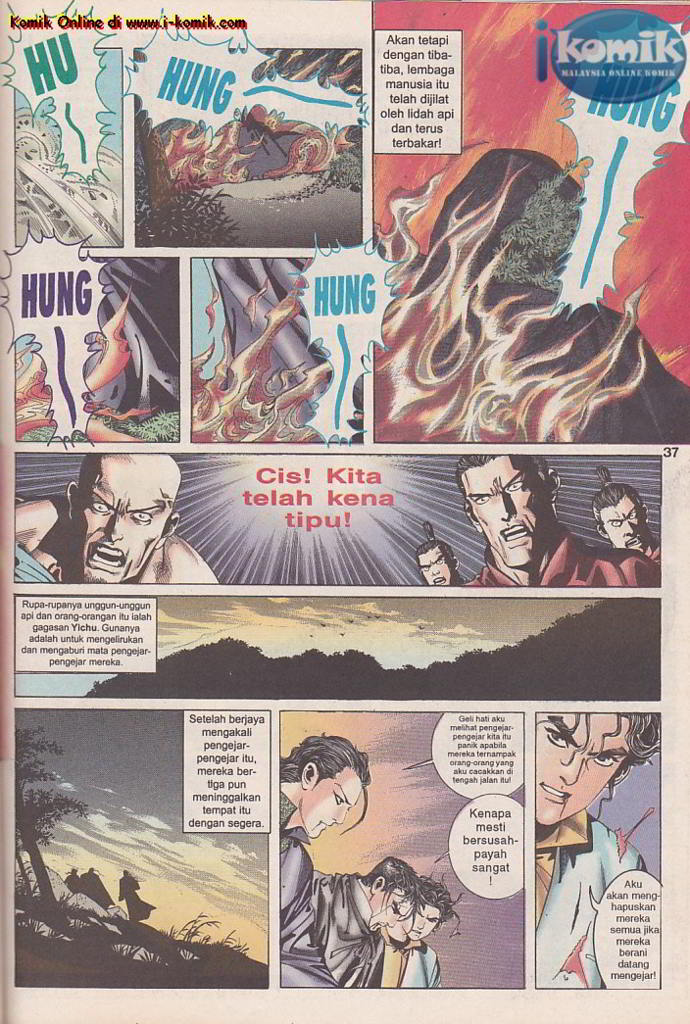 Komik Online di www.i-komik.com
ikomik
MALAYSIA ONLINE KOMIK
HU
HUNG
Akan tetapi
dengan tiba-
tiba, lembaga
manusia itu
telah dijilat
oleh lidah api
dan terus
terbakar!
HUNG
HUNG
HUNG
37
Cis! Kita
telah kena
tipu!
Rupa-rupanya unggun-unggun
api dan orang-orangan itu ialah
gagasan Yichu. Gunanya
adalah untuk mengelirukan
dan mengaburi mata pengejar-
pengejar mereka.
Setelah berjaya
mengakali
pengejar-
pengejar itu,
mereka ber-
tiga pun
meninggalkan
tempat itu
dengan segera.
Geli hati aku
melihat pengejar-
pengejar kita itu
panik apabila
mereka ternampak
orang-orang yang
aku cacakkan di
tengah jalan itu!
Kenapa
mesti
bersusah-
payah
sangat
!
Aku
akan meng-
hapuskan
mereka
semua jika
mereka
berani
datang
mengejar!